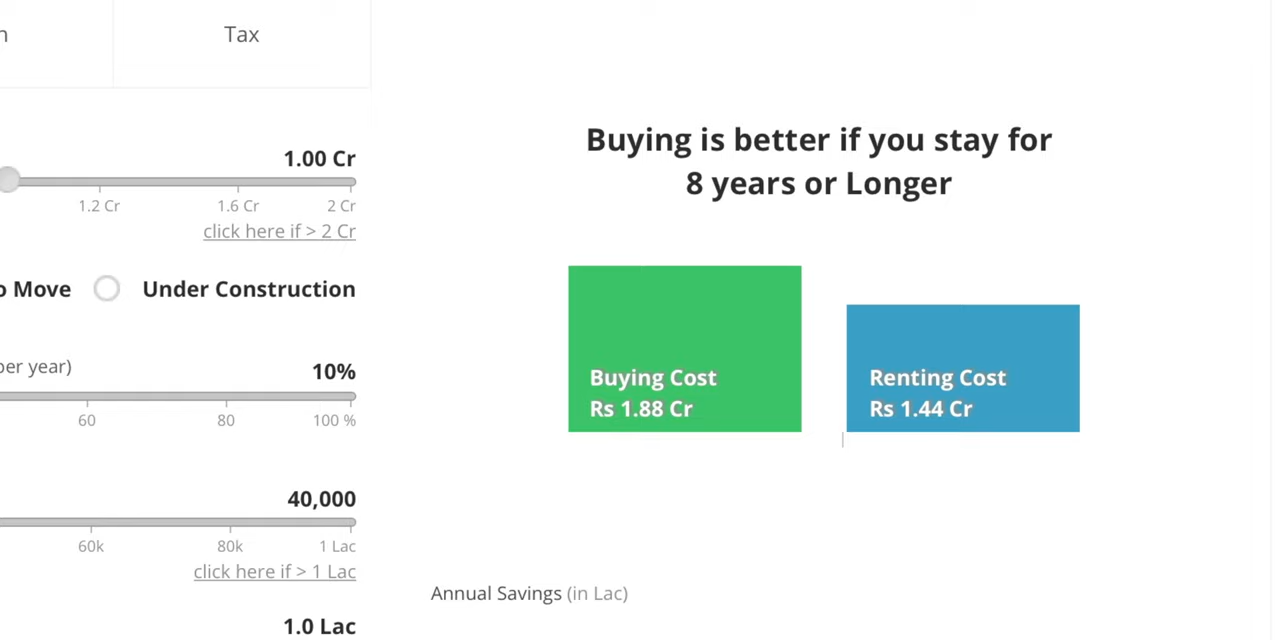 Tax
Buying is better if you stay for
8 years or Longer
1.00 Cr
1.2 Cr 1.6 Cr 2 Cr
click here if > 2 Cr
Move Under Construction
per year) 10%
60 80 100 %
40,000
60k 80k 1 Lac
click here if > 1 Lac
1.0 Lac
Buying Cost
Rs 1.88 Cr
Renting Cost
Rs 1.44 Cr
Annual Savings (in Lac)